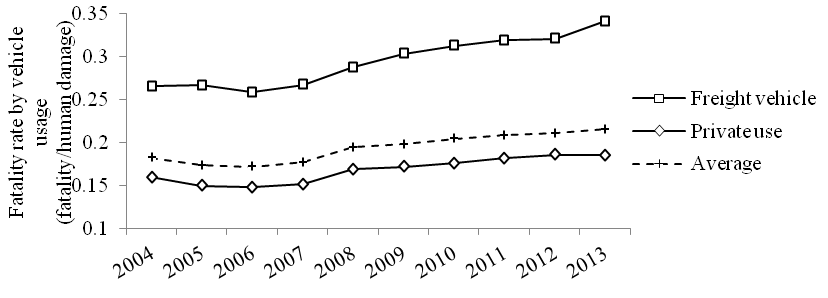 Fatality rate by vehicle
usage
(fatality/human damage)
0.35
0.3
0.25
0.2
0.15
0.1
2004
2005
2006
2007
2008
2009
2010
2011
2012
2013
Freight vehicle
Private use
Average